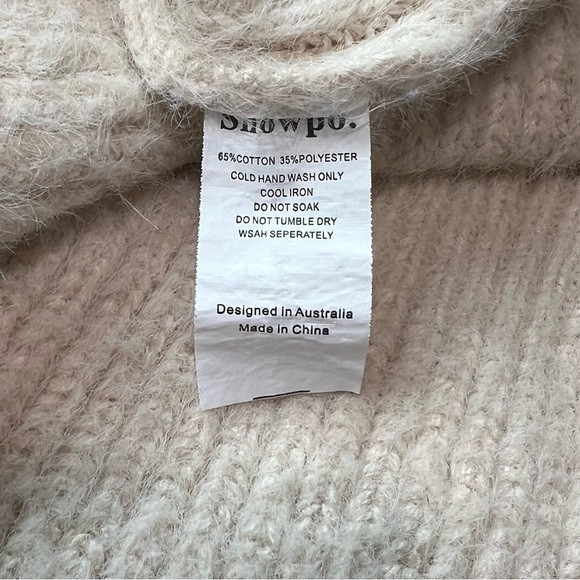 Showpo.
65%COTTON 35%POLYESTER
COLD HAND WASH ONLY
COOL IRON
DO NOT SOAK
DO NOT TUMBLE DRY
WSAH SEPERATELY
Designed in Australia
Made in China